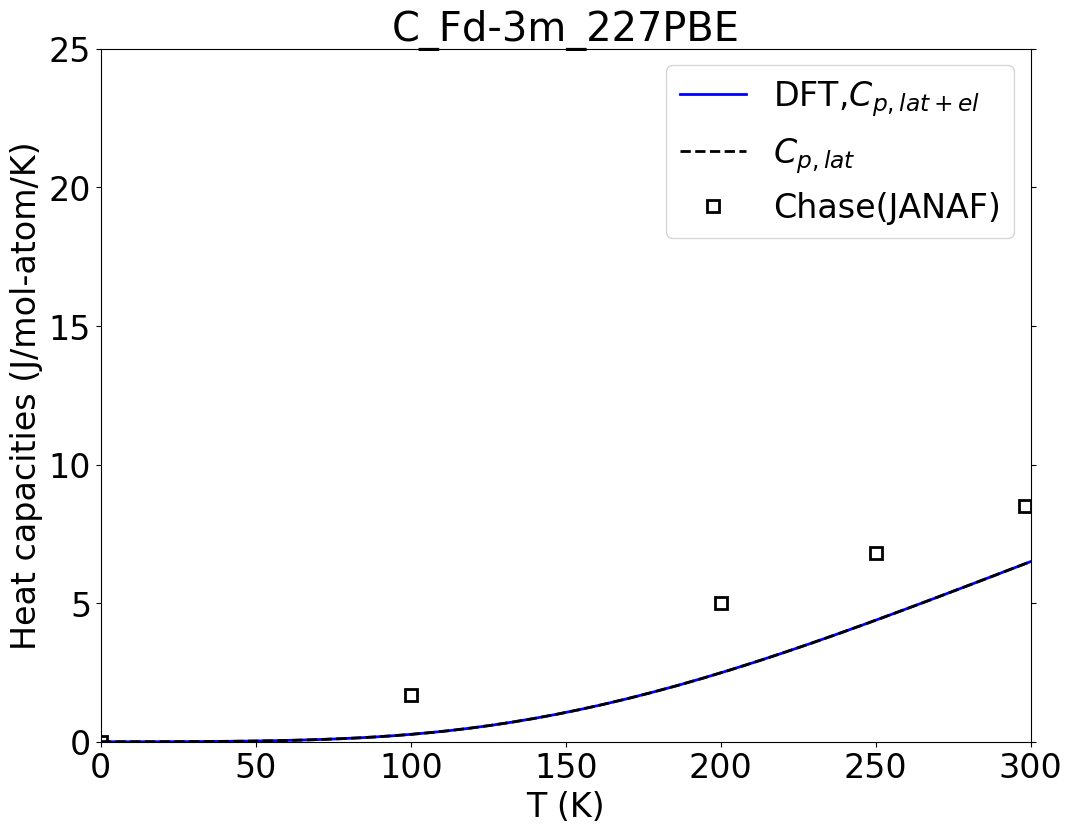 C_Fd-3m_227PBE
Heat capacities (J/mol-atom/K)
25
20
15
10
5
0
DFT,C_{p,lat+el}
C_{p,lat}
Chase(JANAF)
0 50 100 150 200 250 300
T (K)